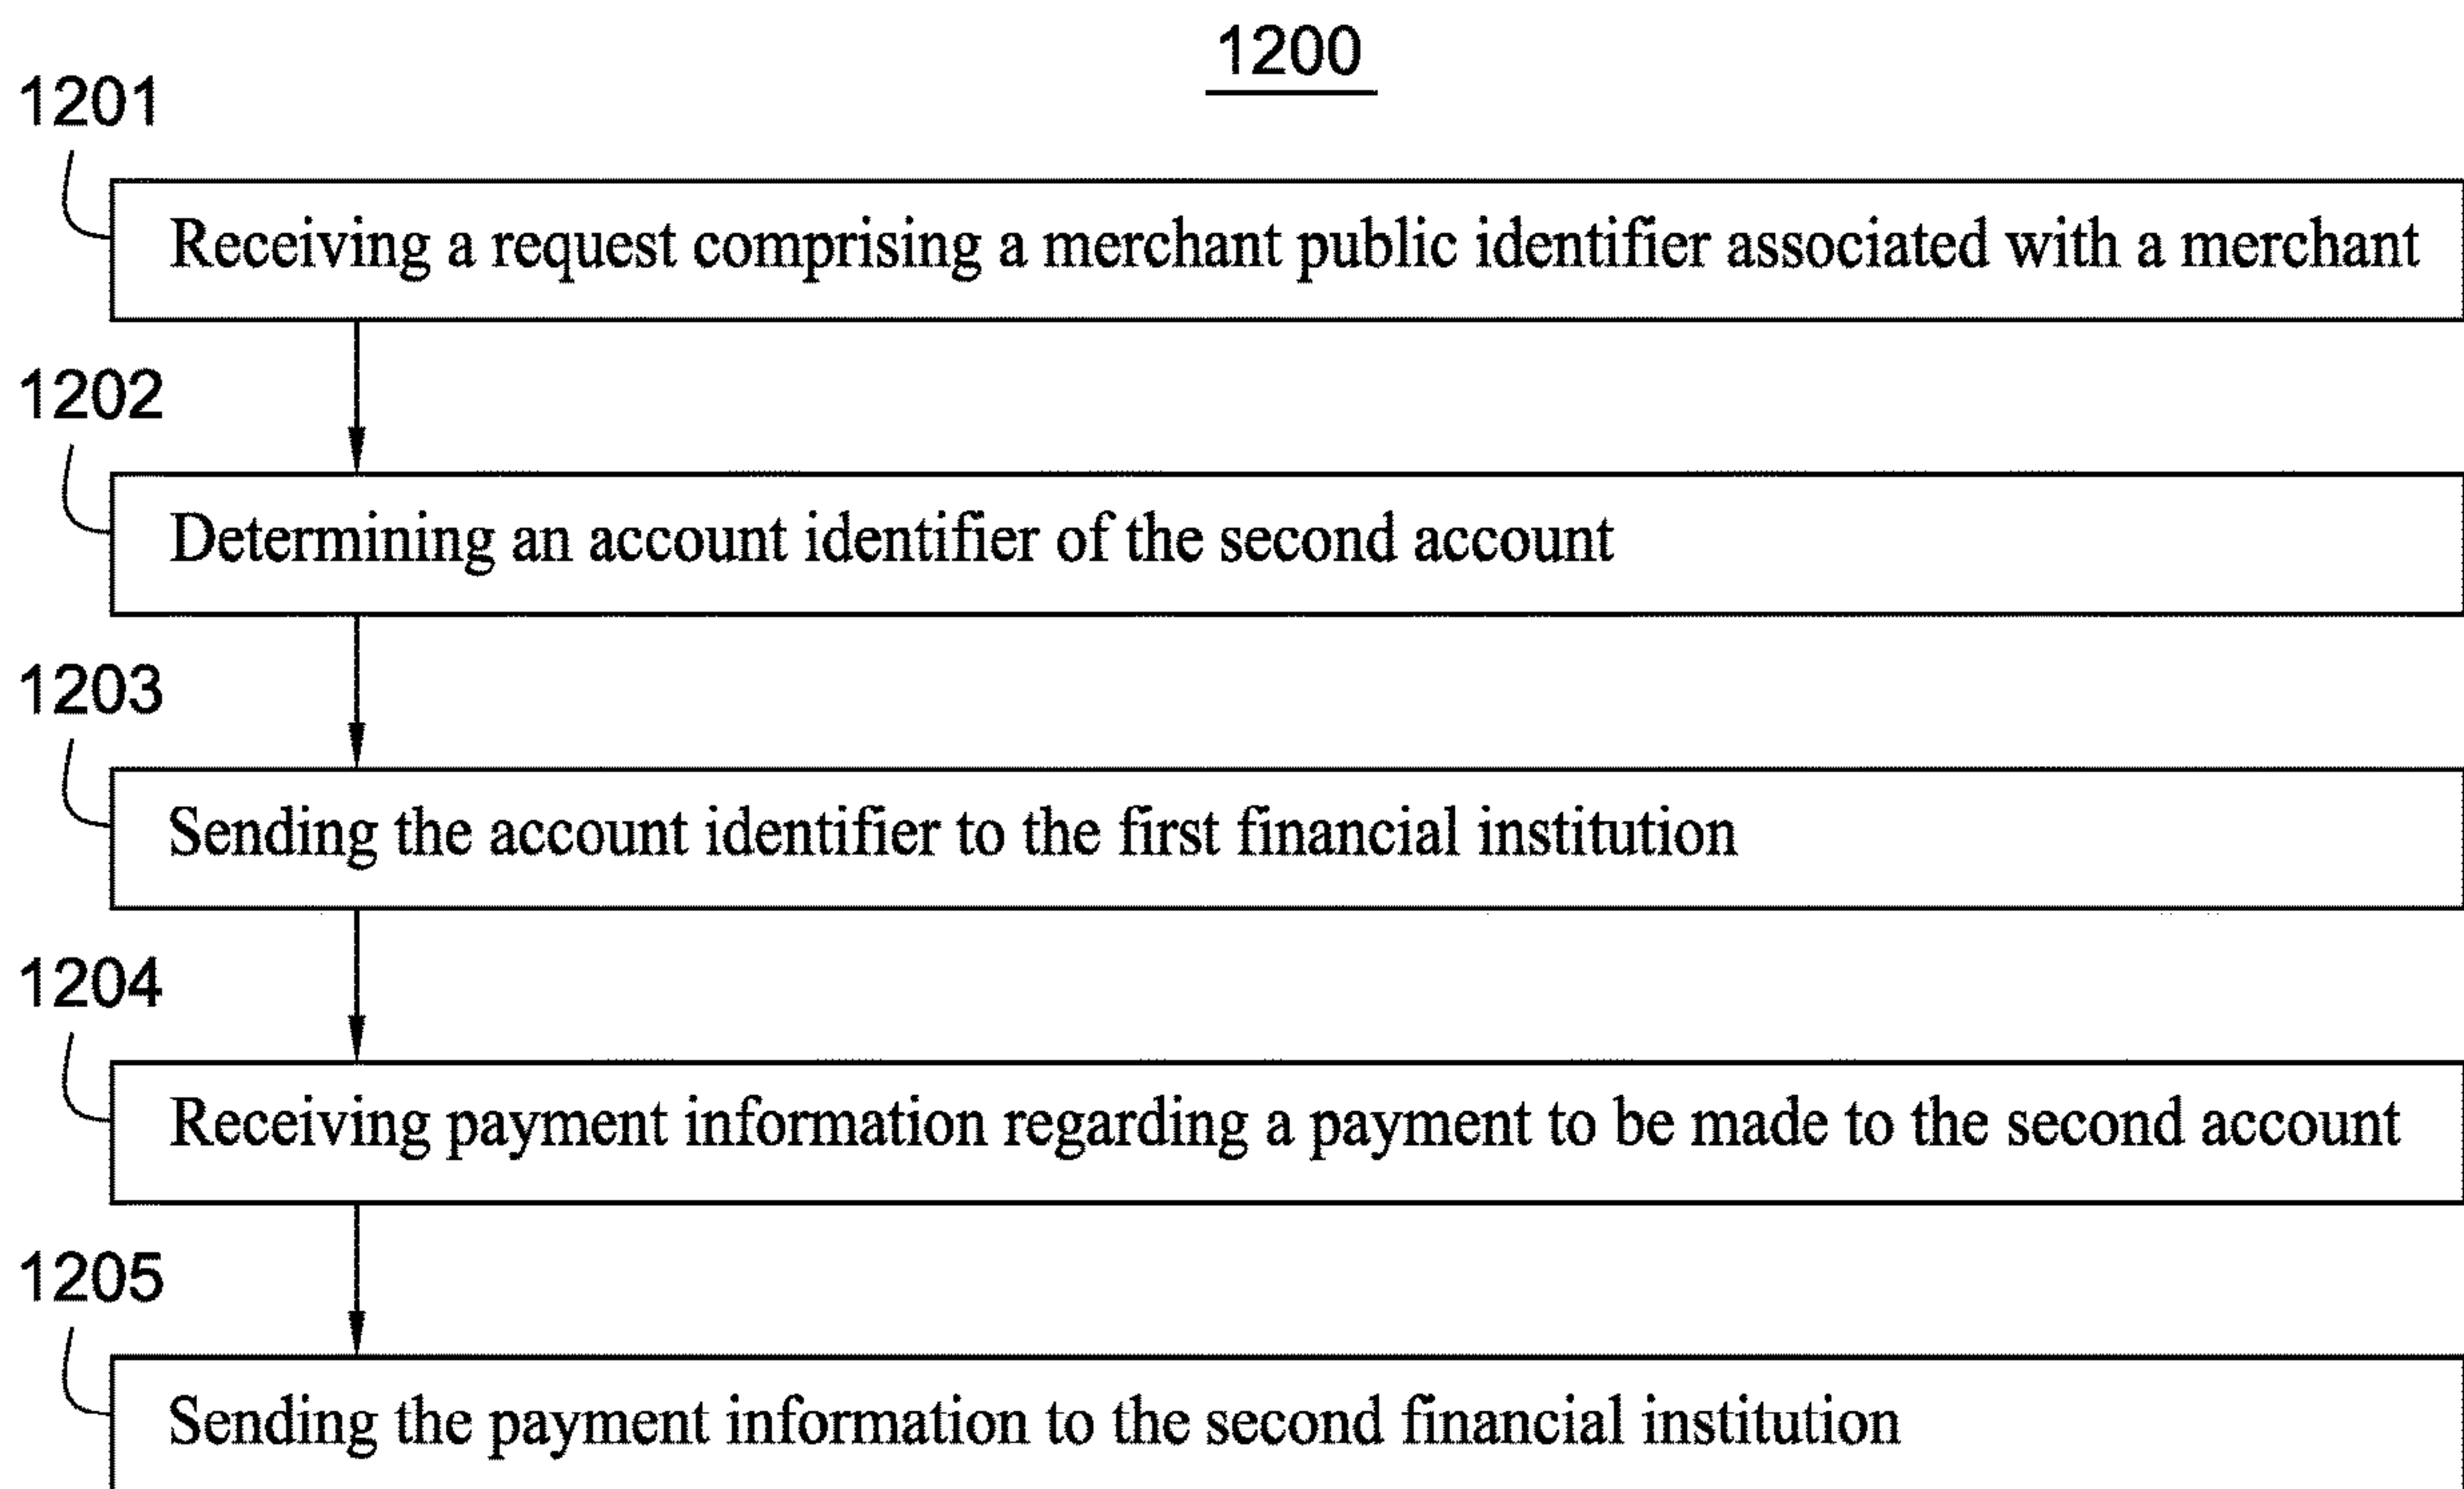 1200
1201
Receiving a request comprising a merchant public identifier associated with a merchant
1202
Determining an account identifier of the second account
1203
Sending the account identifier to the first financial institution
1204
Receiving payment information regarding a payment to be made to the second account
1205
Sending the payment information to the second financial institution